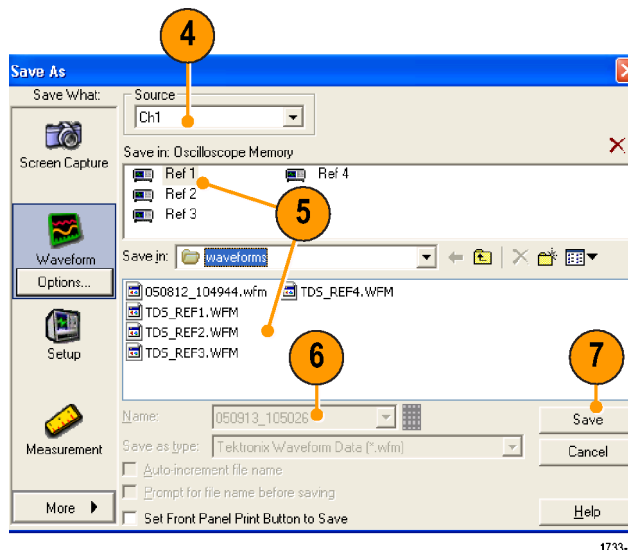 4
Save As
Save What:
Source
Ch1
Screen Capture
Save in: Oscilloscope Memory
Ref 1
Ref 4
Ref 2
Ref 3
5
Waveform
Options...
Save in:
waveforms
050812_104944.wfm
TDS_REF4.WFM
TDS_REF1.WFM
TDS_REF2.WFM
TDS_REF3.WFM
Setup
6
7
Name:
050913_105026
Save
Measurement
Save as type:
Tektronix Waveform Data (*.wfm)
Cancel
Auto-increment file name
Prompt for file name before saving
More
Set Front Panel Print Button to Save
Help
1733-